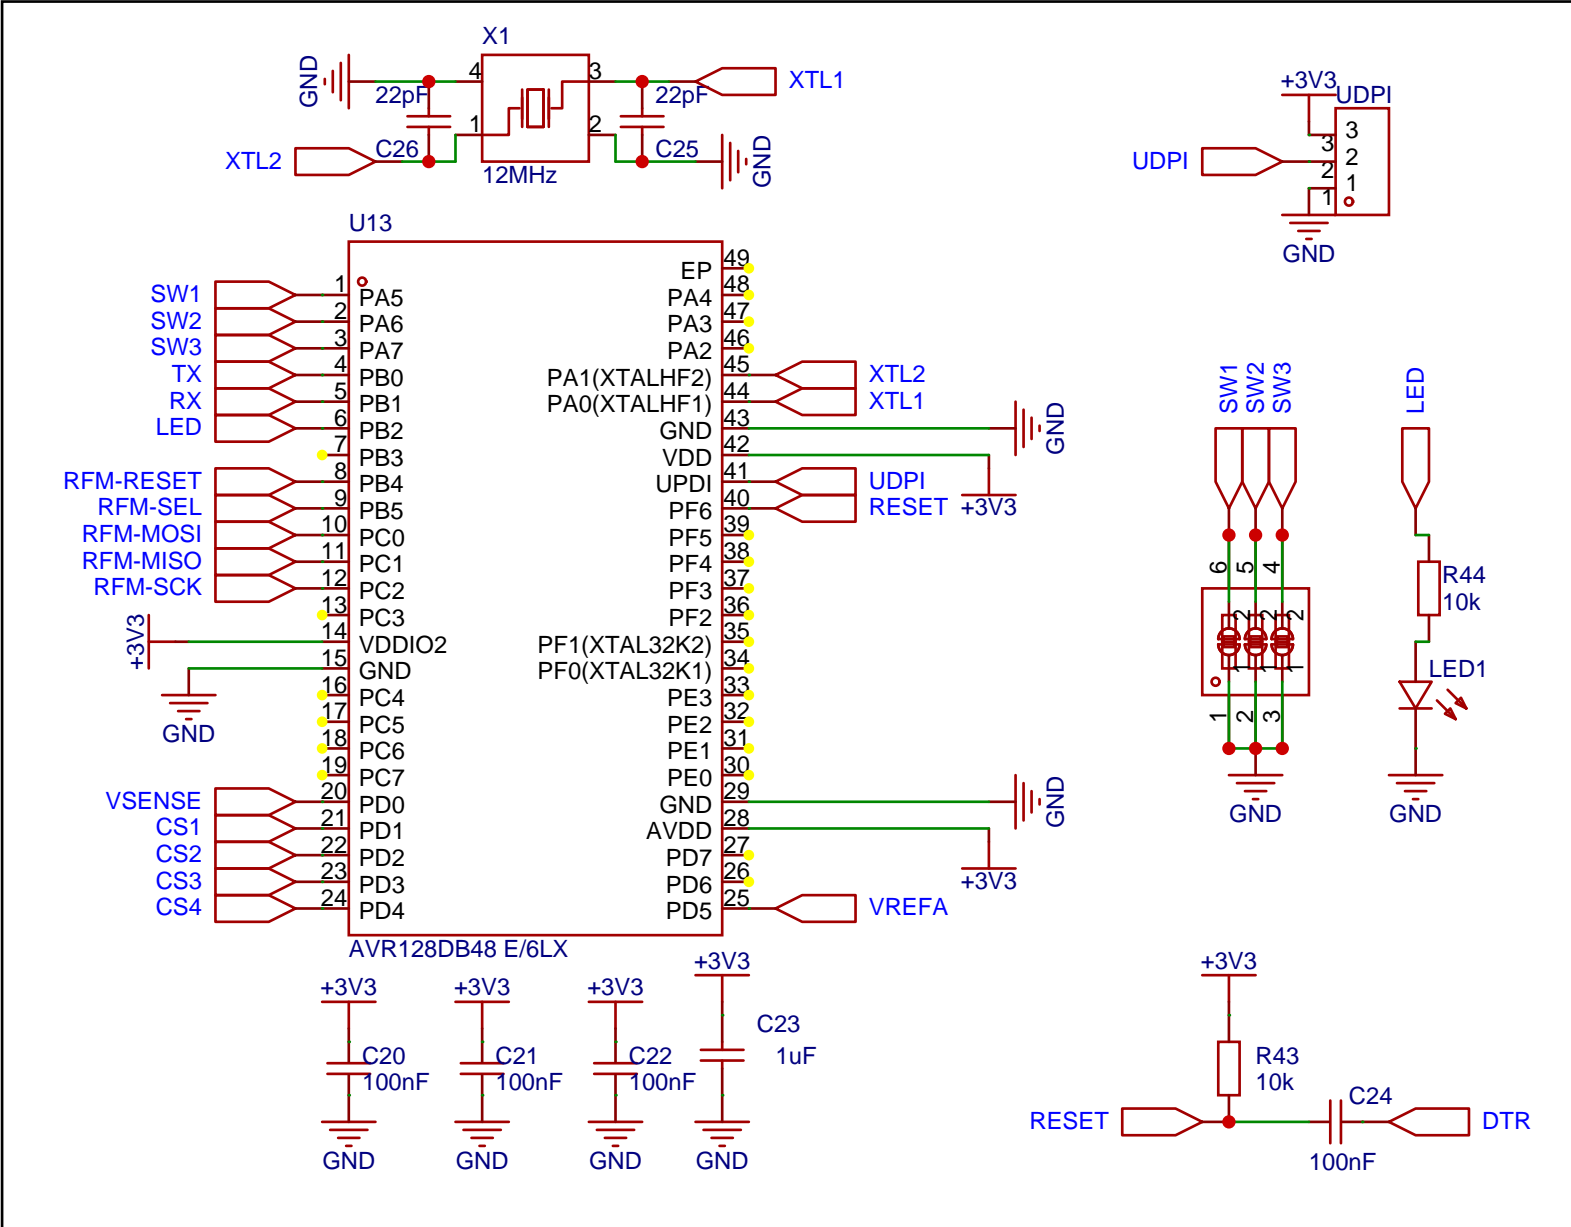 X1
GND
4
3
22pF
22pF
XTL1
1
2
XTL2
C26
C25
GND
12MHz
+3V3
UDPI
3
3
UDPI
2
2
1
1
GND
U13
EP 49
SW1 1 PA5
PA4 48
SW2 2 PA6
PA3 47
SW3 3 PA7
PA2 46
TX 4 PB0
PA1(XTALHF2) 45 XTL2
RX 5 PB1
PA0(XTALHF1) 44 XTL1
LED 6 PB2
GND 43 GND
7 PB3
VDD 42 +3V3
RFM-RESET 8 PB4
UPDI 41 UDPI
RFM-SEL 9 PB5
PF6 40 RESET
RFM-MOSI 10 PC0
PF5 39
RFM-MISO 11 PC1
PF4 38
RFM-SCK 12 PC2
PF3 37
13 PC3
PF2 36
+3V3 14 VDDIO2
PF1(XTAL32K2) 35
15 GND
PF0(XTAL32K1) 34
GND
16 PC4
PE3 33
17 PC5
PE2 32
18 PC6
PE1 31
19 PC7
PE0 30
VSENSE 20 PD0
GND 29 GND
CS1 21 PD1
AVDD 28 +3V3
CS2 22 PD2
PD7 27
CS3 23 PD3
PD6 26
CS4 24 PD4
PD5 25 VREFA
AVR128DB48 E/6LX
SW1
SW2
SW3
6
5
4
2
2
2
1
1
1
1
2
3
GND
LED
R44
10k
LED1
GND
+3V3
C20
100nF
GND
+3V3
C21
100nF
GND
+3V3
C22
100nF
GND
+3V3
C23
1uF
GND
+3V3
R43
10k
RESET
C24
100nF
DTR